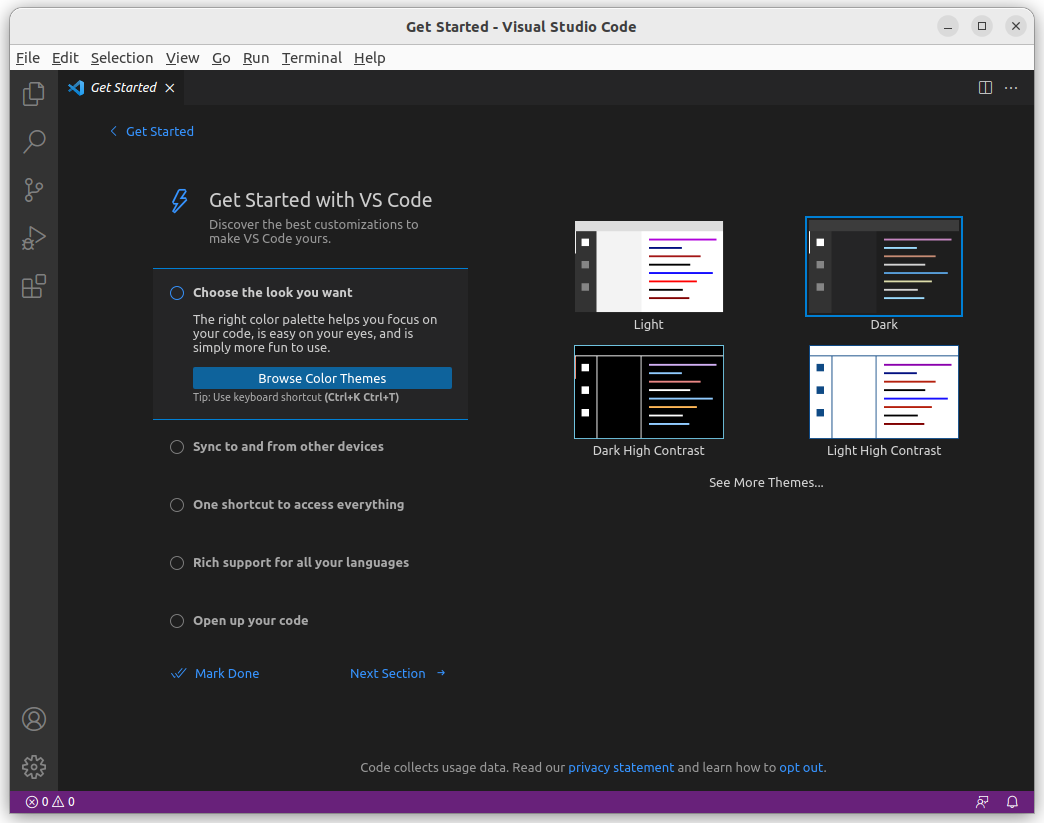 Get Started - Visual Studio Code
File Edit Selection View Go Run Terminal Help
Get Started
Get Started
Get Started with VS Code
Discover the best customizations to
make VS Code yours.
Choose the look you want
The right color palette helps you focus on
your code, is easy on your eyes, and is
simply more fun to use.
Browse Color Themes
Tip: Use keyboard shortcut (Ctrl+K Ctrl+T)
Sync to and from other devices
One shortcut to access everything
Rich support for all your languages
Open up your code
Mark Done
Next Section
Light
Dark
Dark High Contrast
Light High Contrast
See More Themes...
Code collects usage data. Read our privacy statement and learn how to opt out.
0 0